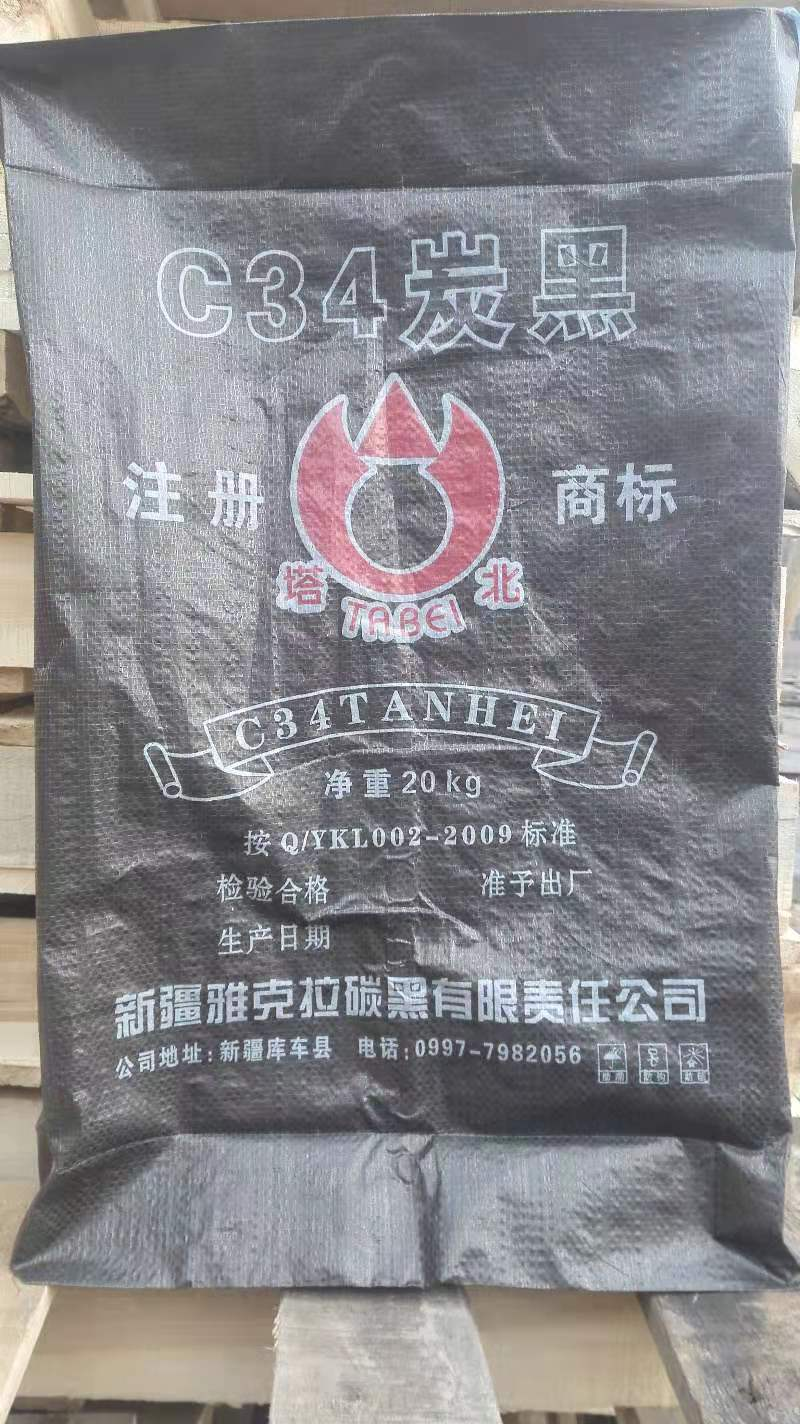 C34炭黑
注册 商标
塔 北
TABEI
C34TANHEI
净重20kg
按Q/YKL002-2009标准
检验合格 准予出厂
生产日期
新疆雅克拉碳黑有限责任公司
公司地址:新疆库车县 电话:0997-7982056